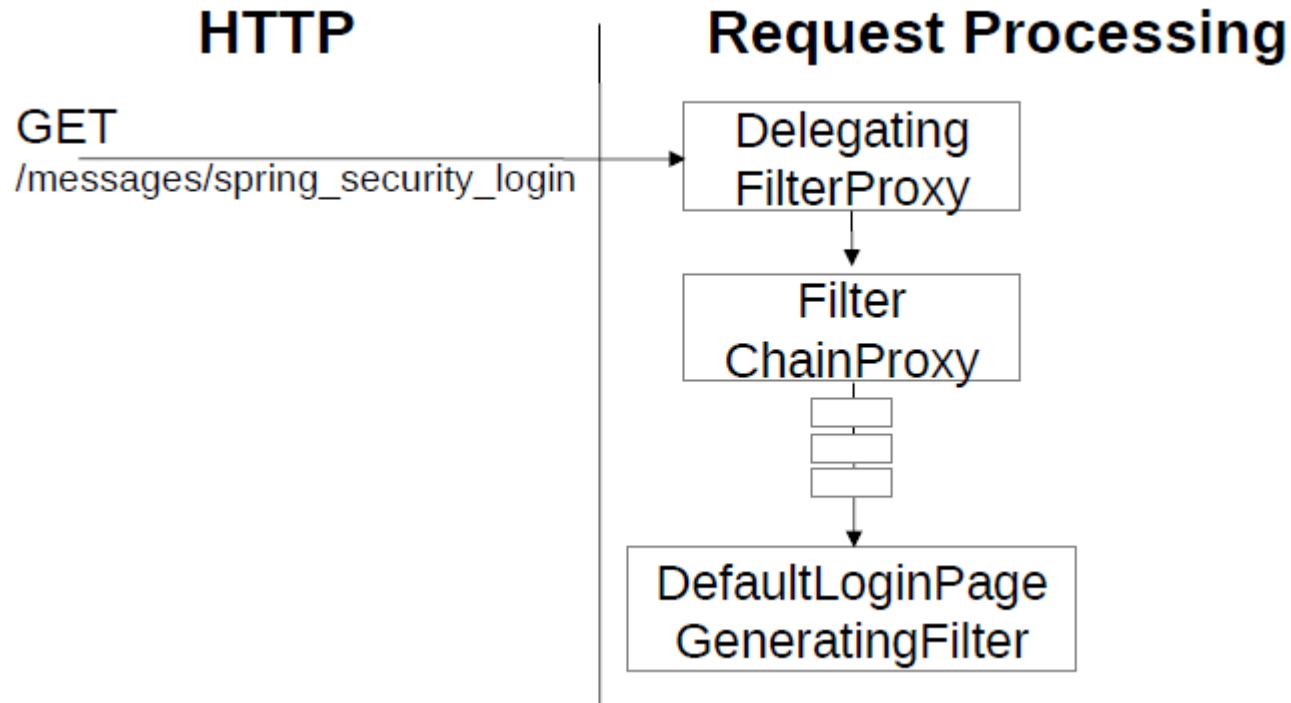 HTTP
Request Processing
GET
/messages/spring_security_login
Delegating
FilterProxy
Filter
ChainProxy
DefaultLoginPage
GeneratingFilter